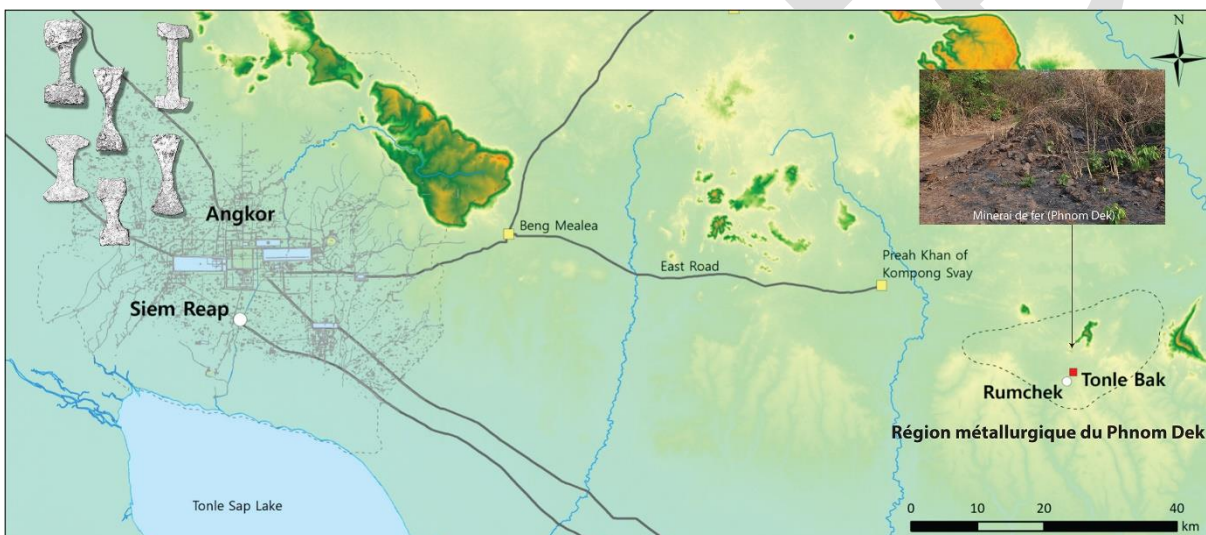 N
Minerai de fer (Phnom Dek)
Angkor
Beng Mealea
East Road
Preah Khan of
Kompong Svay
Siem Reap
Tonle Bak
Rumchek
Région métallurgique du Phnom Dek
Tonle Sap Lake
0 10 20 40
km